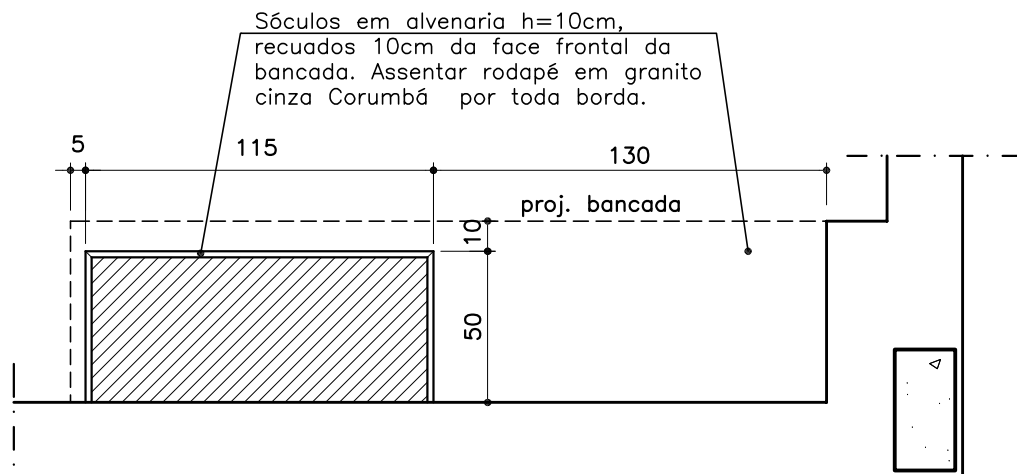 Sóculos em alvenaria h=10cm,
recuados 10cm da face frontal da
bancada. Assentar rodapé em granito
cinza Corumbá por toda borda.
5
115
130
proj. bancada
10
50